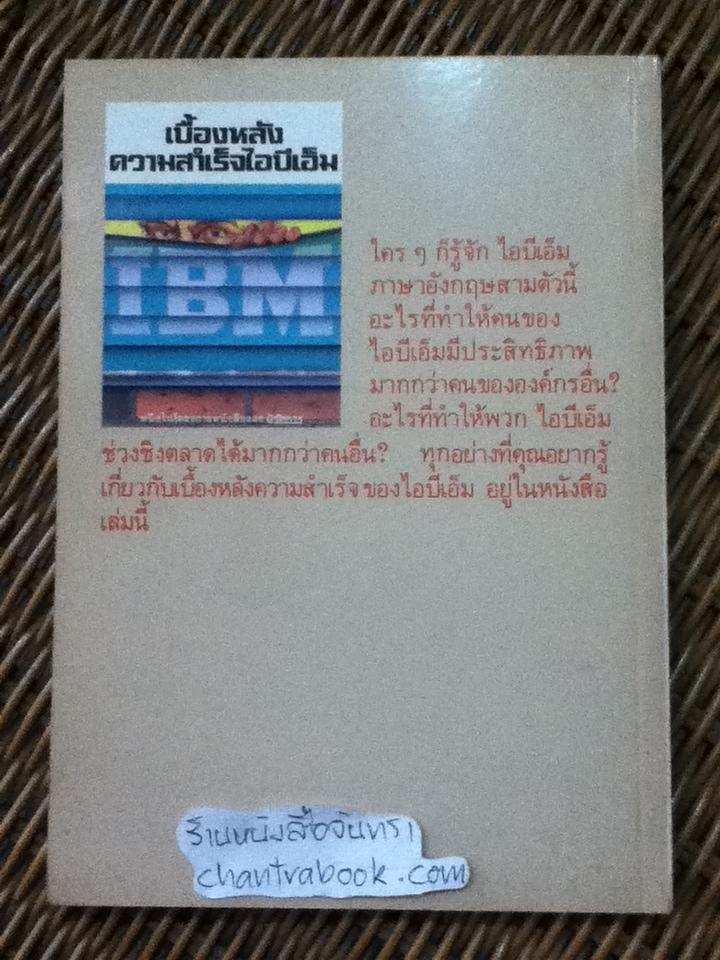 เบื้องหลัง
ความสำเร็จไอบีเอ็ม
IBM
ใคร ๆ ก็รู้จัก ไอบีเอ็ม
ภาษาอังกฤษสามตัวนี้
อะไรที่ทำให้คนของ
ไอบีเอ็มมีประสิทธิภาพ
มากกว่าคนขององค์กรอื่น?
อะไรที่ทำให้พวก ไอบีเอ็ม
ช่วงชิงตลาดได้มากกว่าคนอื่น? ทุกอย่างที่คุณอยากรู้
เกี่ยวกับเบื้องหลังความสำเร็จของไอบีเอ็ม อยู่ในหนังสือ
เล่มนี้
ร้านหนังสือจันทรา
chantrabook.com